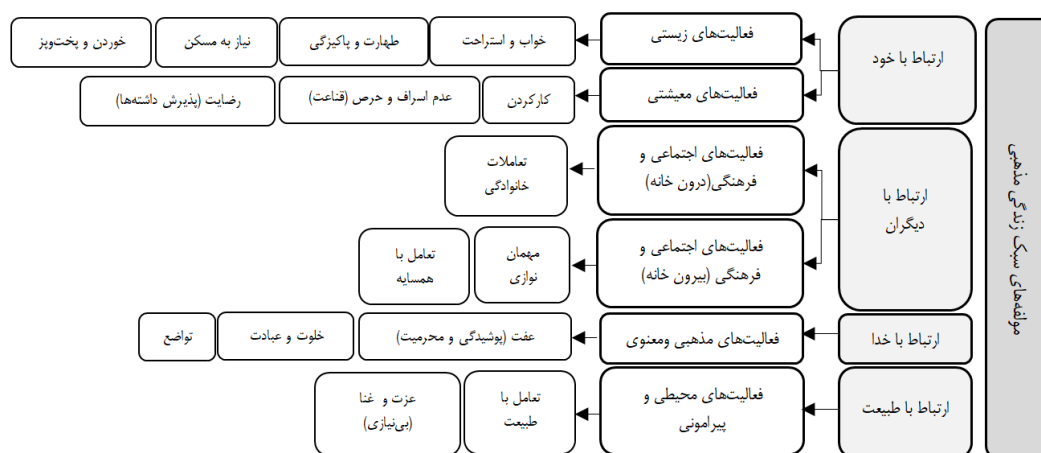 مولفه‌های سبک زندگی مذهبی
ارتباط با خود
فعالیت‌های زیستی
خواب و استراحت
طهارت و پاکیزگی
نیاز به مسکن
خوردن و پخت‌وپز
فعالیت‌های معیشتی
کارکردن
عدم اسراف و حرص (قناعت)
رضایت (پذیرش داشته‌ها)
ارتباط با
دیگران
فعالیت‌های اجتماعی و
فرهنگی(درون خانه)
تعاملات
خانوادگی
فعالیت‌های اجتماعی و
فرهنگی (بیرون خانه)
مهمان
نوازی
تعامل با
همسایه
ارتباط با خدا
فعالیت‌های مذهبی ومعنوی
عفت (پوشیدگی و محرمیت)
خلوت و عبادت
تواضع
ارتباط با طبیعت
فعالیت‌های محیطی و
پیرامونی
تعامل با
طبیعت
عزت و غنا
(بی‌نیازی)